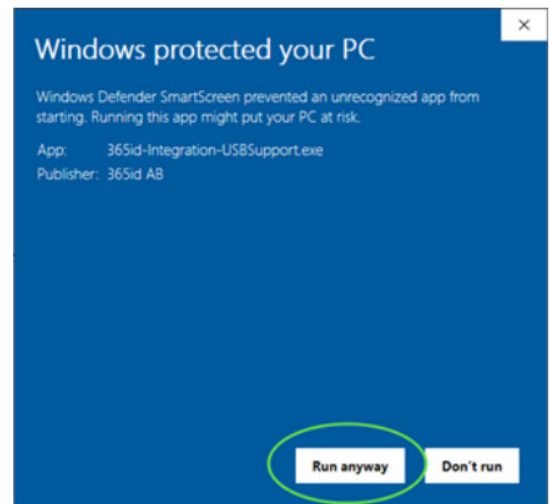 Windows protected your PC
Windows Defender SmartScreen prevented an unrecognized app from
starting. Running this app might put your PC at risk.
App: 365id-Integration-USBSupport.exe
Publisher: 365id AB
Run anyway Don't run